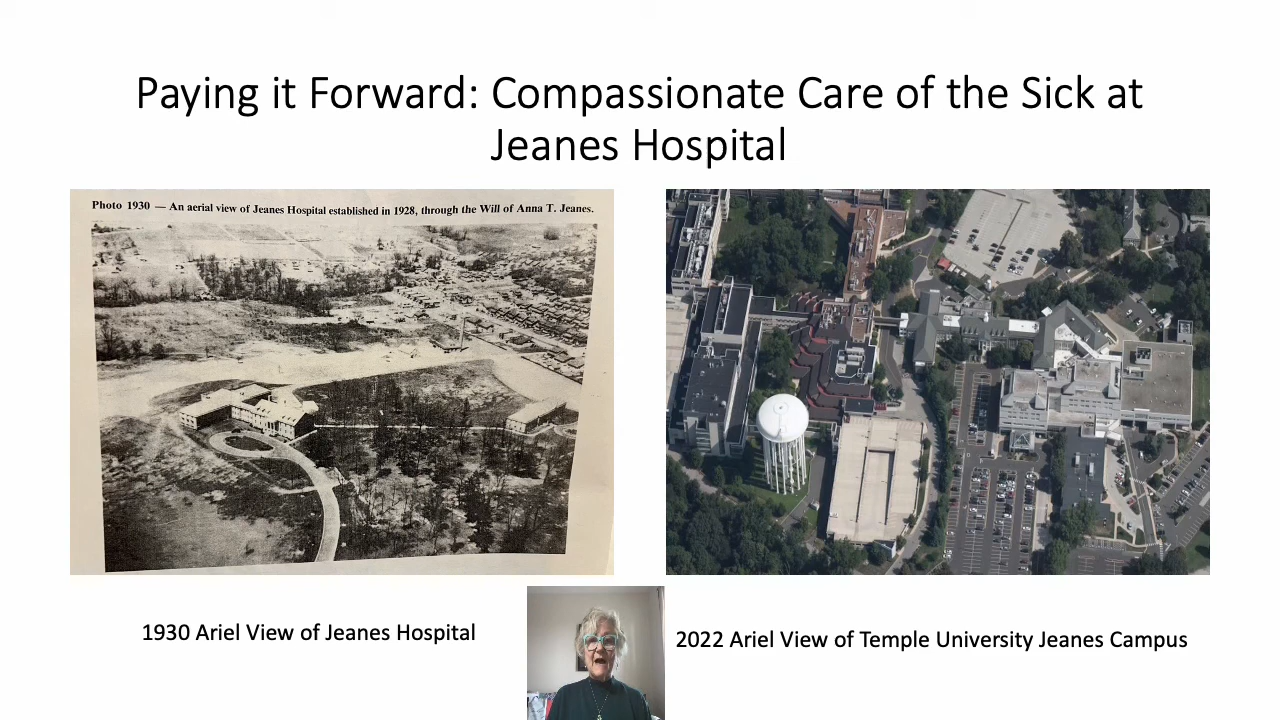 Paying it Forward: Compassionate Care of the Sick at
Jeanes Hospital
Photo 1930 — An aerial view of Jeanes Hospital established in 1928, through the Will of Anna T. Jeanes.
1930 Ariel View of Jeanes Hospital
2022 Ariel View of Temple University Jeanes Campus